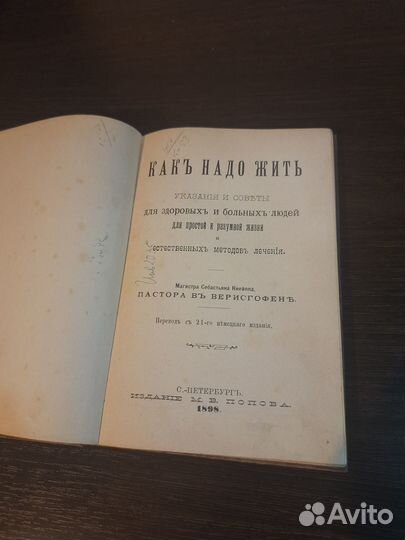 КАКЪ НАДО ЖИТЬ
УКАЗАНІЯ И СОВѢТЫ
для здоровыхъ и больныхъ людей
для простой и разумной жизни
и
естественныхъ методовъ леченія.
Магистра Себастьяна Кнейппа,
ПАСТОРА ВЪ ВЕРИСГОФЕНѢ.
Переводъ съ 21-го нѣмецкаго изданія.
С.-ПЕТЕРБУРГЪ.
ИЗДАНІЕ М. В. ПОПОВА.
1898.
Avito